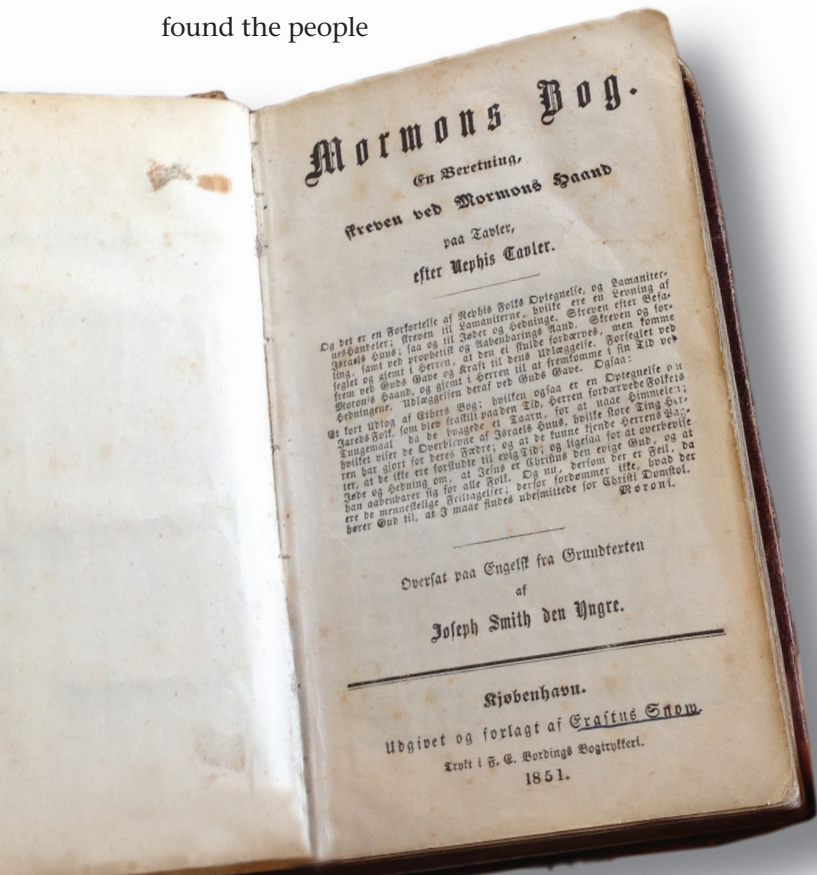 found the people
Mormons Bog.
En Beretning,
skreven ved Mormons Haand
paa Tavler,
efter Nephis Tavler.
Og det er en Forkortelse af Nephis Folks Optegnelse, og Lamaniter-
nes Handeler; skreven til Lamaniterne, hvilke ere en Levning af
Israels Huus; saa og til Jøder og Hedninge. Skreven efter Befa-
ling, samt ved prophetisk og Aabenbarings Aand. Skreven og for-
seglet og gjemt i Herren, at den ei skulde fordærves, men komme
frem ved Guds Gave og Kraft til dens Udlæggelse. Forseglet ved
Moronis Haand, og gjemt i Herren til at fremkomme i sin Tid ved
Hedningene. Udlæggelsen deraf ved Guds Gave. Ogsaa:
Et kort Udtog af Ethers Bog; hvilken ogsaa er en Optegnelse om
Jareds Folk, som blev fraskilt paa den Tid, Herren fordærvede Folkets
Tungemaal da de byggede et Taarn, for at naae Himmelen;
hvilket viser de Overblevne af Israels Huus, hvilke store Ting Her-
ren har gjort for deres Fædre; og at de kunne kjende Herrens Pag-
ter, at de ikke ere forskudte til evig Tid; og ligesaa for at overbevise
Jøde og Hedning om, at Jesus er Christus den evige Gud, og at
han aabenbarer sig for alle Folk. Og nu, dersom der er Feil, da
ere de menneskelige Feiltagelser; derfor fordømmer ikke, hvad der
hører Gud til, at I maae findes ubesmittede for Christi Domstol.
Moroni.
Oversat paa Engelsk fra Grundtexten
af
Joseph Smith den Yngre.
Kjøbenhavn.
Udgivet og forlagt af Erastus Snow.
Trykt i F. E. Bordings Bogtrykkeri.
1851.